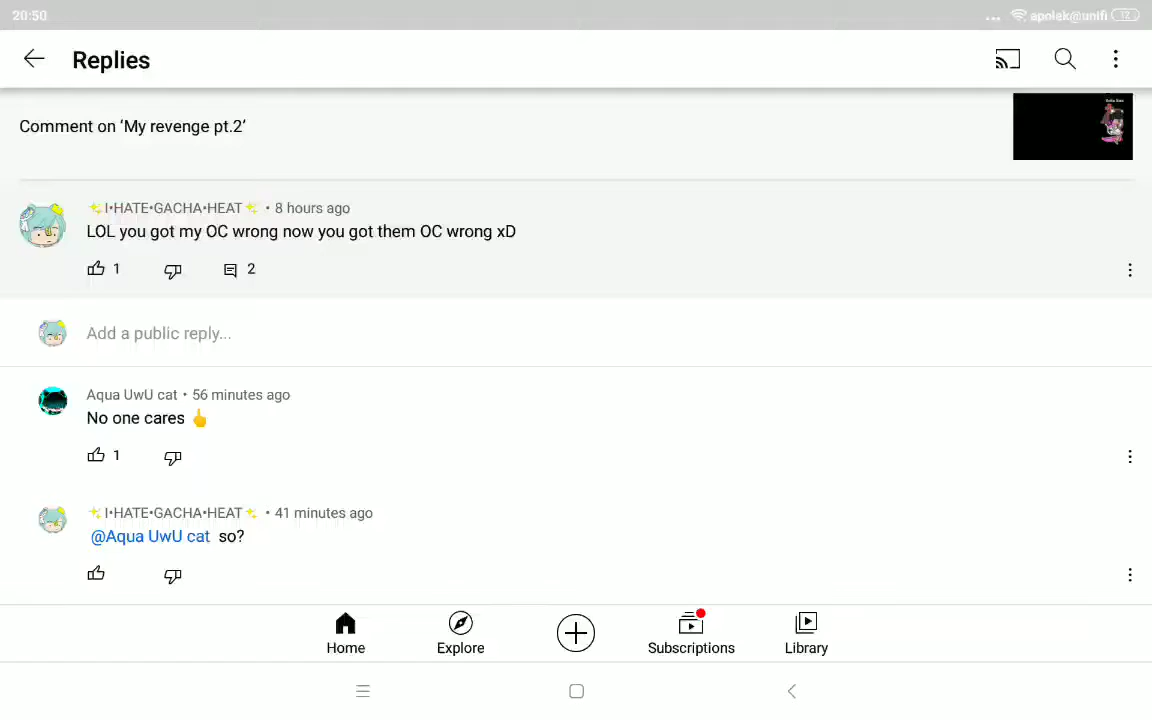 20:50
... apolek@unifi 12
Replies
Comment on ‘My revenge pt.2’
✨I•HATE•GACHA•HEAT✨ • 8 hours ago
LOL you got my OC wrong now you got them OC wrong xD
1 2
Add a public reply...
Aqua UwU cat • 56 minutes ago
No one cares 👆
1
✨I•HATE•GACHA•HEAT✨ • 41 minutes ago
@Aqua UwU cat so?
Home Explore Subscriptions Library